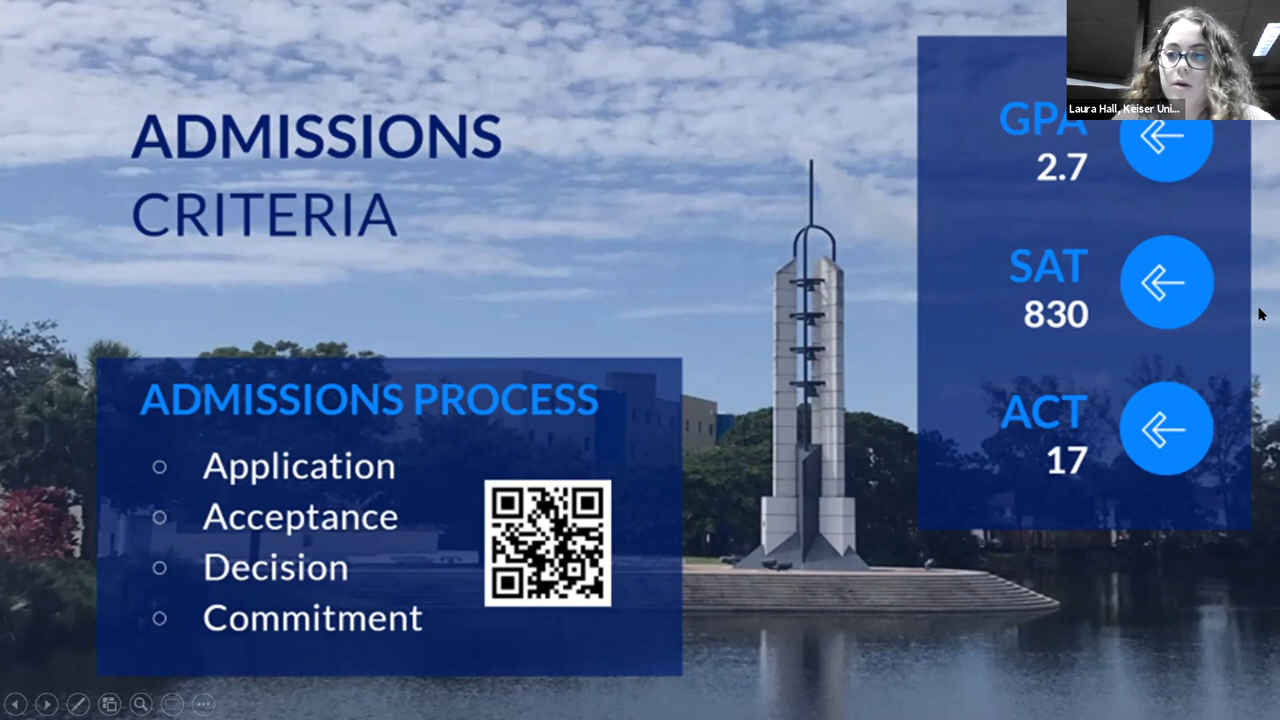 ADMISSIONS
CRITERIA
ADMISSIONS PROCESS
Application
Acceptance
Decision
Commitment
GPA
2.7
SAT
830
ACT
17
Laura Hall, Keiser Uni...